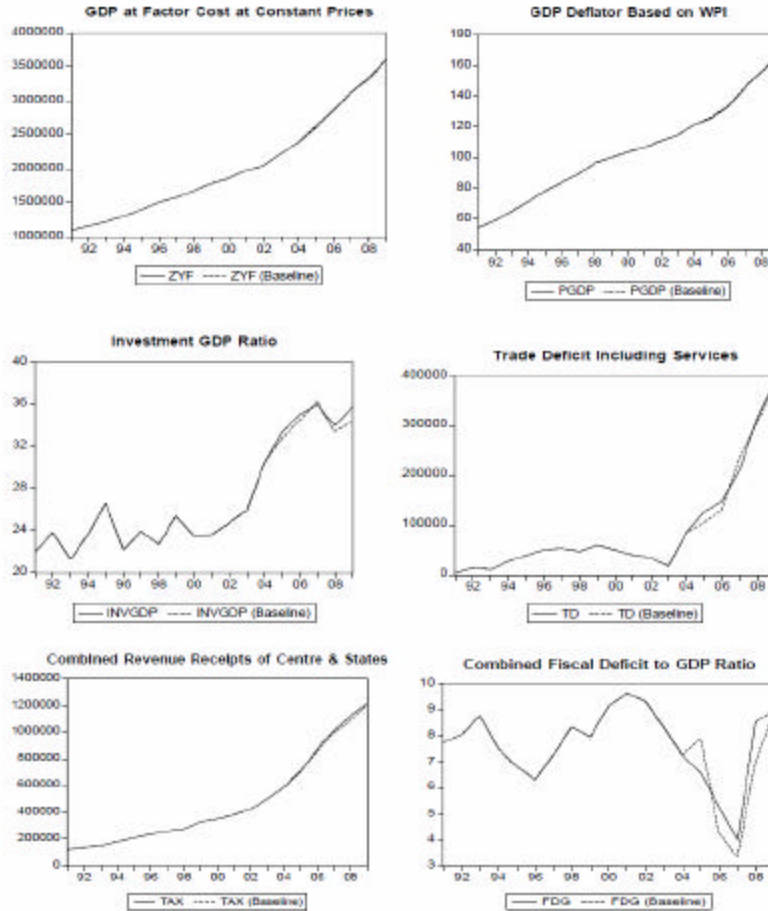 GDP at Factor Cost at Constant Prices
4000000
3500000
3000000
2500000
2000000
1500000
1000000
92 94 96 98 00 02 04 06 08
ZYF ZYF (Baseline)
GDP Deflator Based on WPI
180
160
140
120
100
80
60
40
92 94 96 98 00 02 04 06 08
PGDP PGDP (Baseline)
Investment GDP Ratio
40
36
32
28
24
20
92 94 96 98 00 02 04 06 08
INVGDP INVGDP (Baseline)
Trade Deficit Including Services
400000
300000
200000
100000
0
92 94 96 98 00 02 04 06 08
TD TD (Baseline)
Combined Revenue Receipts of Centre & States
1400000
1200000
1000000
800000
600000
400000
200000
0
92 94 96 98 00 02 04 06 08
TAX TAX (Baseline)
Combined Fiscal Deficit to GDP Ratio
10
9
8
7
6
5
4
3
92 94 96 98 00 02 04 06 08
FDG FDG (Baseline)